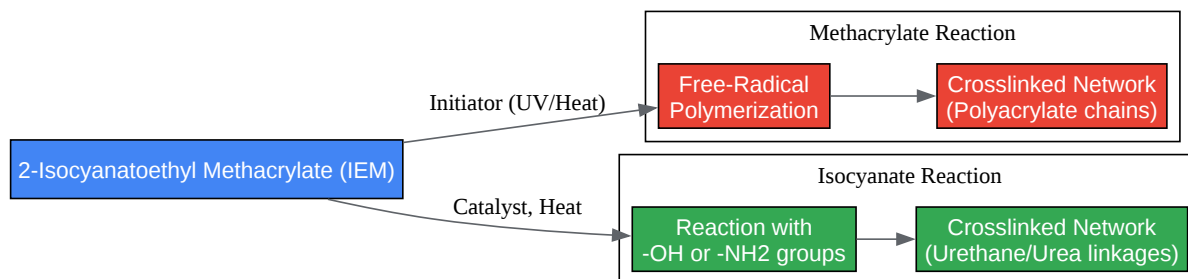 Methacrylate Reaction
Free-Radical
Polymerization
Crosslinked Network
(Polyacrylate chains)
Initiator (UV/Heat)
2-Isocyanatoethyl Methacrylate (IEM)
Catalyst, Heat
Isocyanate Reaction
Reaction with
-OH or -NH2 groups
Crosslinked Network
(Urethane/Urea linkages)